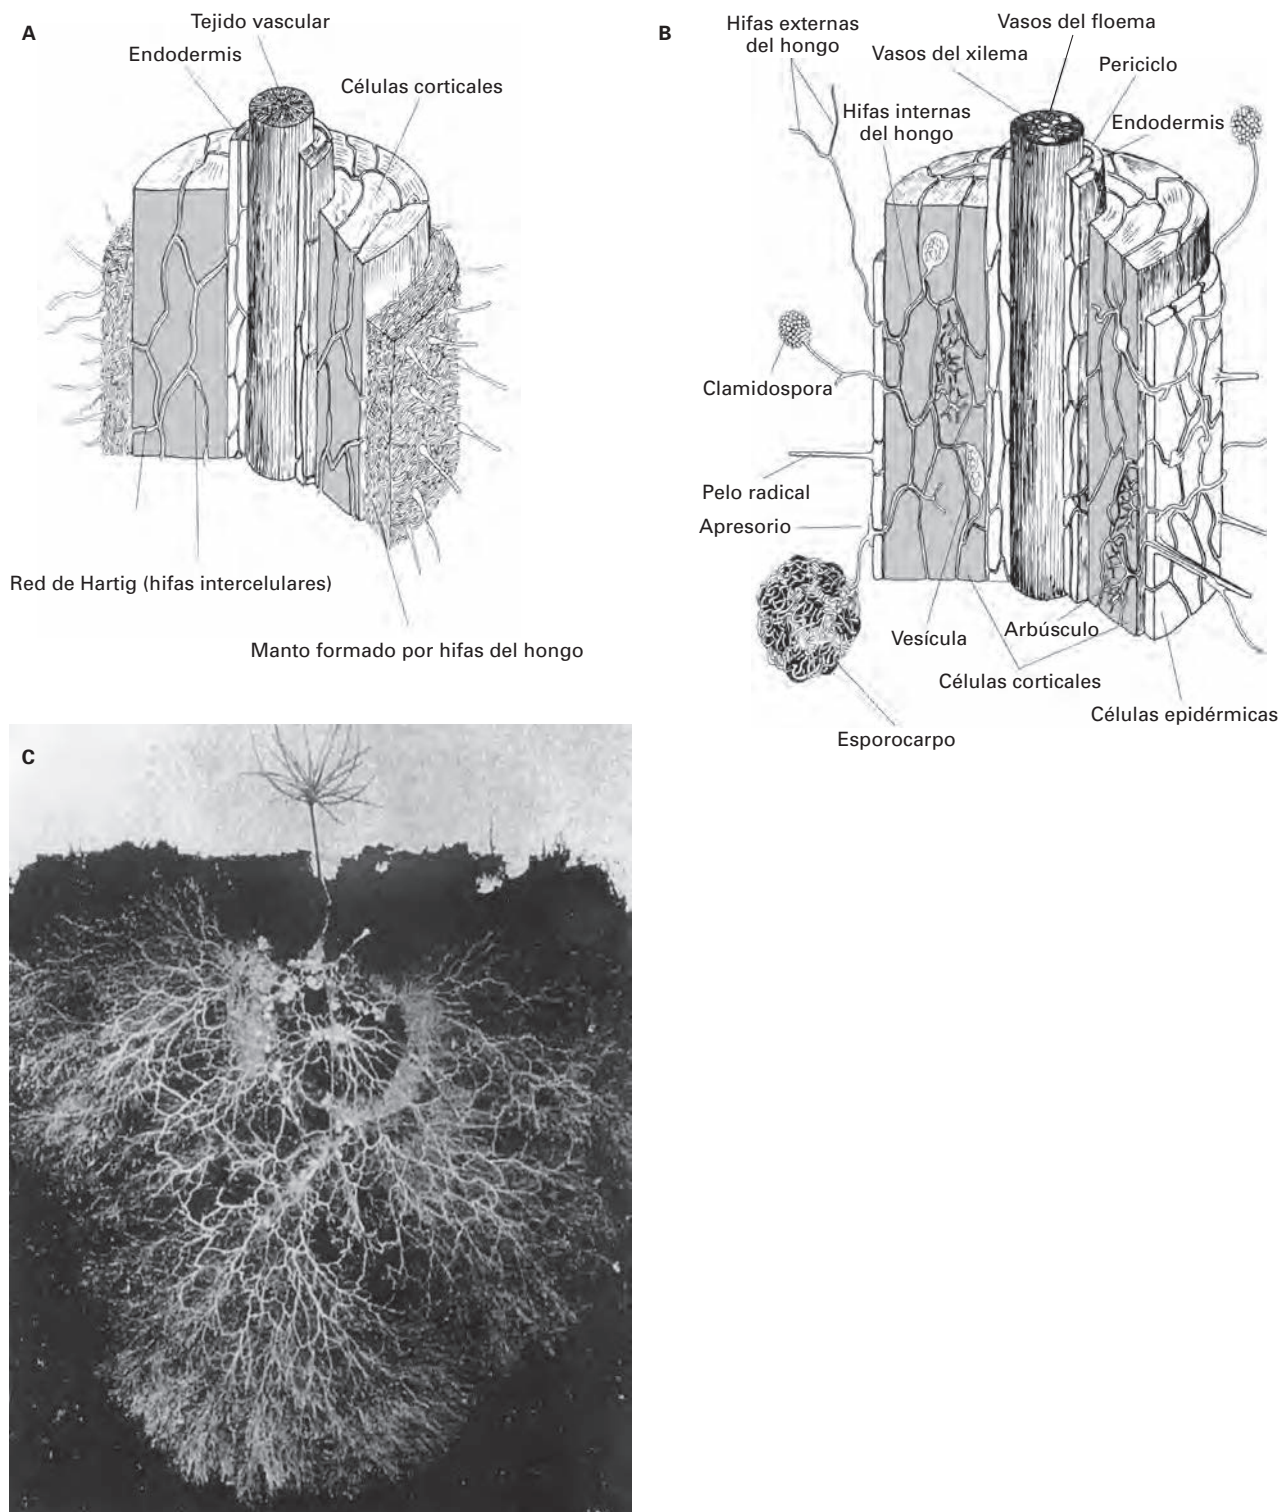 A
Tejido vascular
Endodermis
Células corticales
Red de Hartig (hifas intercelulares)
Manto formado por hifas del hongo
B
Hifas externas
del hongo
Vasos del floema
Vasos del xilema
Periciclo
Hifas internas
del hongo
Endodermis
Clamidospora
Pelo radical
Apresorio
Vesícula
Arbúsculo
Células corticales
Células epidérmicas
Esporocarpo
C